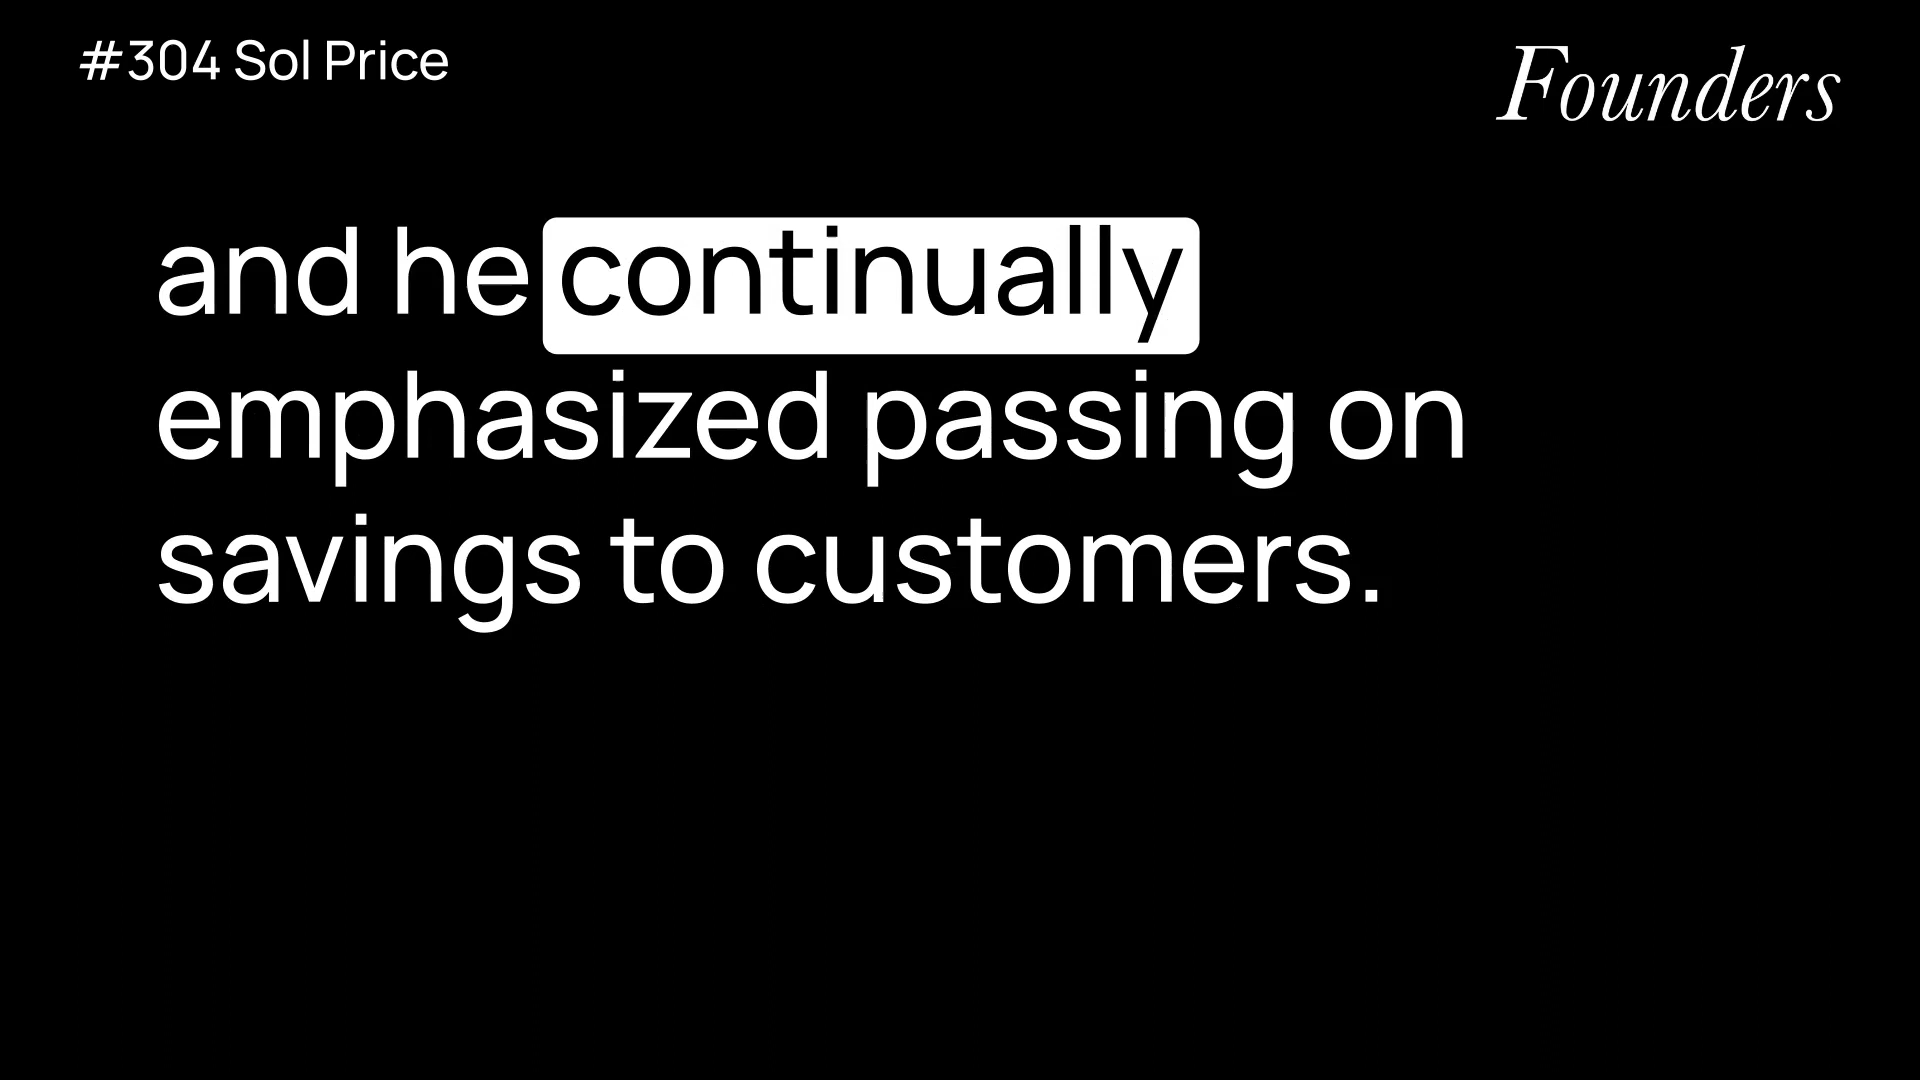 #304 Sol Price
Founders
and he continually
emphasized passing on
savings to customers.